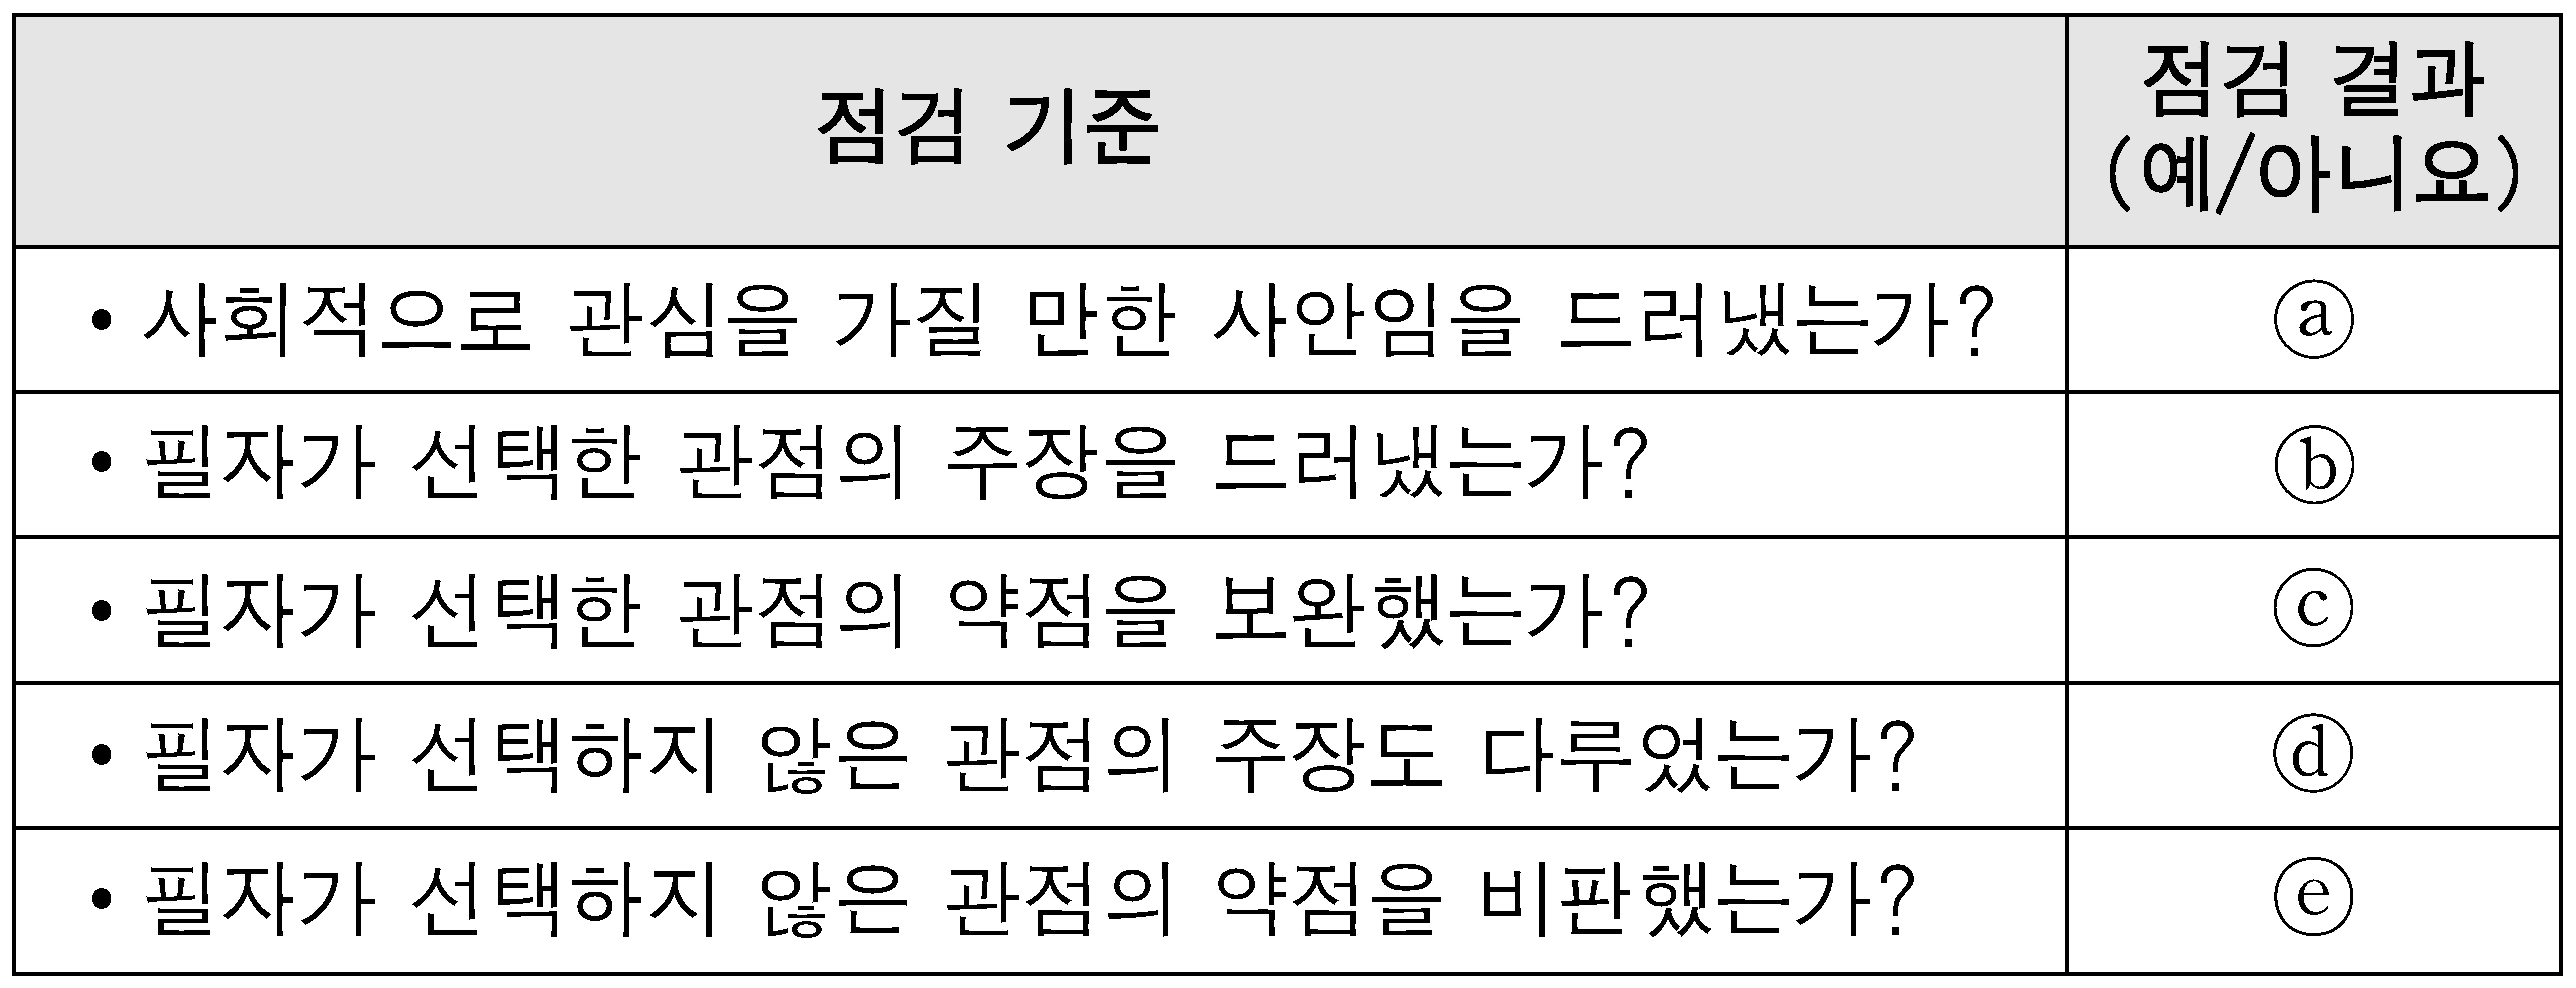 점검 기준
점검 결과
(예/아니요)
• 사회적으로 관심을 가질 만한 사안임을 드러냈는가?
ⓐ
• 필자가 선택한 관점의 주장을 드러냈는가?
ⓑ
• 필자가 선택한 관점의 약점을 보완했는가?
ⓒ
• 필자가 선택하지 않은 관점의 주장도 다루었는가?
ⓓ
• 필자가 선택하지 않은 관점의 약점을 비판했는가?
ⓔ